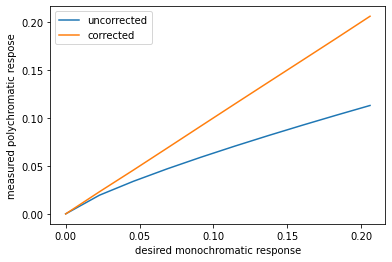 uncorrected
corrected
0.20
0.15
0.10
0.05
0.00
measured polychromatic respose
0.00
0.05
0.10
0.15
0.20
desired monochromatic response